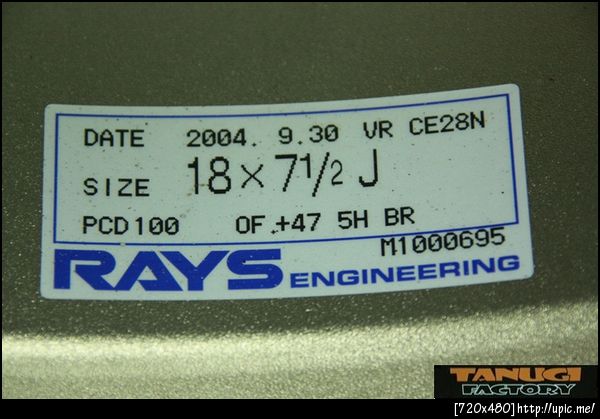 DATE 2004. 9.30 VR CE28N
SIZE 18×7 1/2 J
PCD100 OF.+47 5H BR
M1000695
RAYS ENGINEERING
TANUGI
FACTORY
[720x480] http://upic.me/